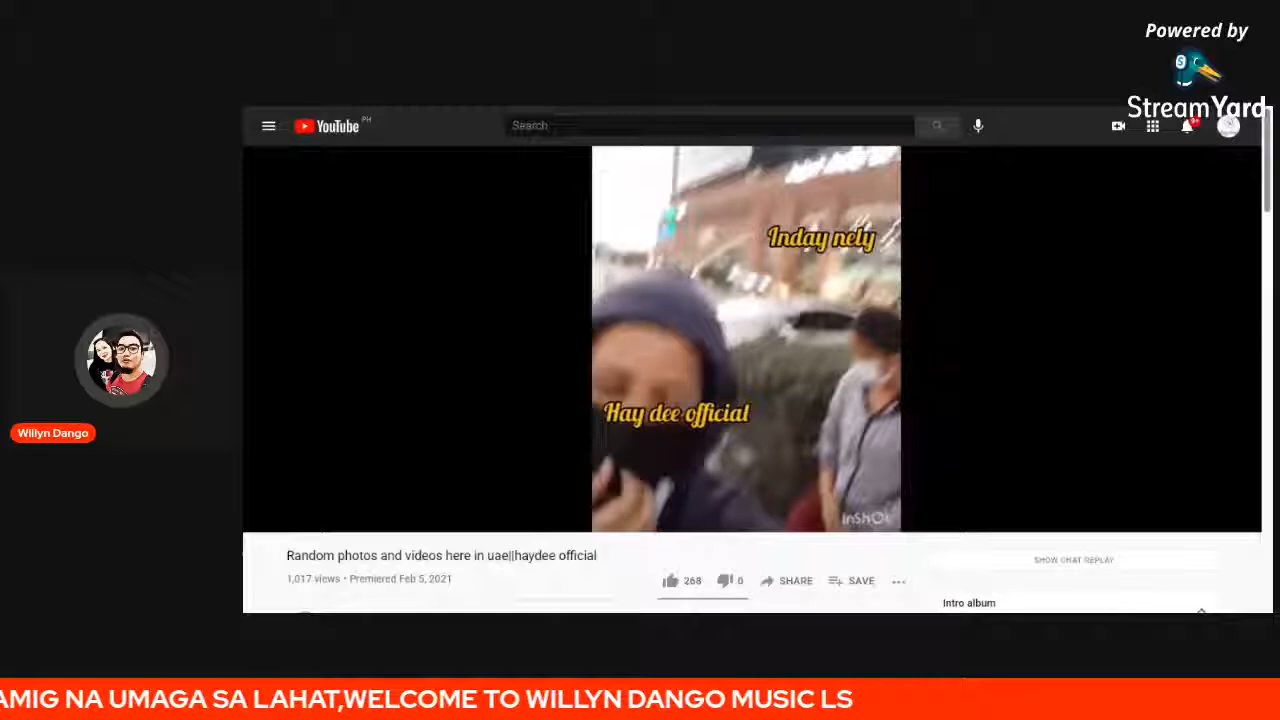 Powered by
StreamYard
YouTube PH
Search
9+
Inday nely
Hay dee official
InShOt
Willyn Dango
Random photos and videos here in uae||haydee official
1,017 views • Premiered Feb 5, 2021
268
0
SHARE
SAVE
SHOW CHAT REPLAY
Intro album
AMIG NA UMAGA SA LAHAT,WELCOME TO WILLYN DANGO MUSIC LS